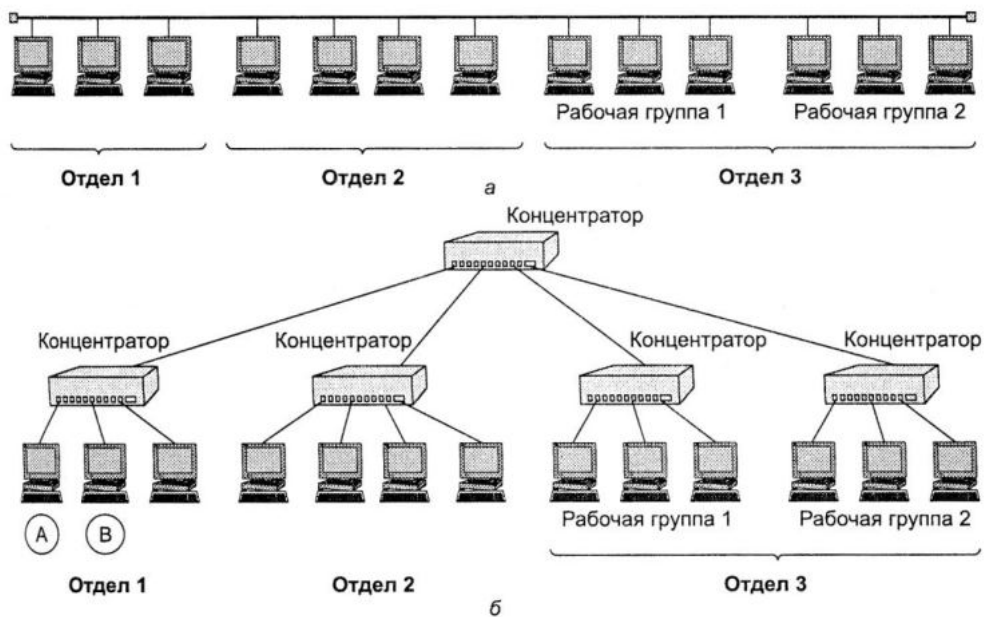 Рабочая группа 1 Рабочая группа 2
Отдел 1 Отдел 2 Отдел 3
а
Концентратор
Концентратор Концентратор Концентратор Концентратор
Рабочая группа 1 Рабочая группа 2
A B
Отдел 1 Отдел 2 Отдел 3
б